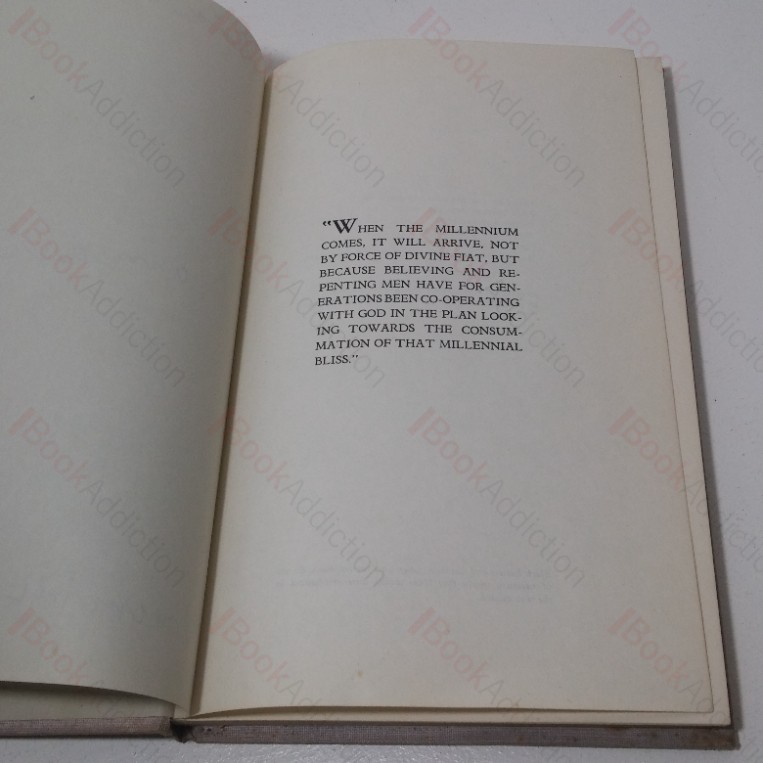 "WHEN THE MILLENNIUM
COMES, IT WILL ARRIVE, NOT
BY FORCE OF DIVINE FIAT, BUT
BECAUSE BELIEVING AND RE-
PENTING MEN HAVE FOR GEN-
ERATIONS BEEN CO-OPERATING
WITH GOD IN THE PLAN LOOK-
ING TOWARDS THE CONSUM-
MATION OF THAT MILLENNIAL
BLISS."
BookAddiction